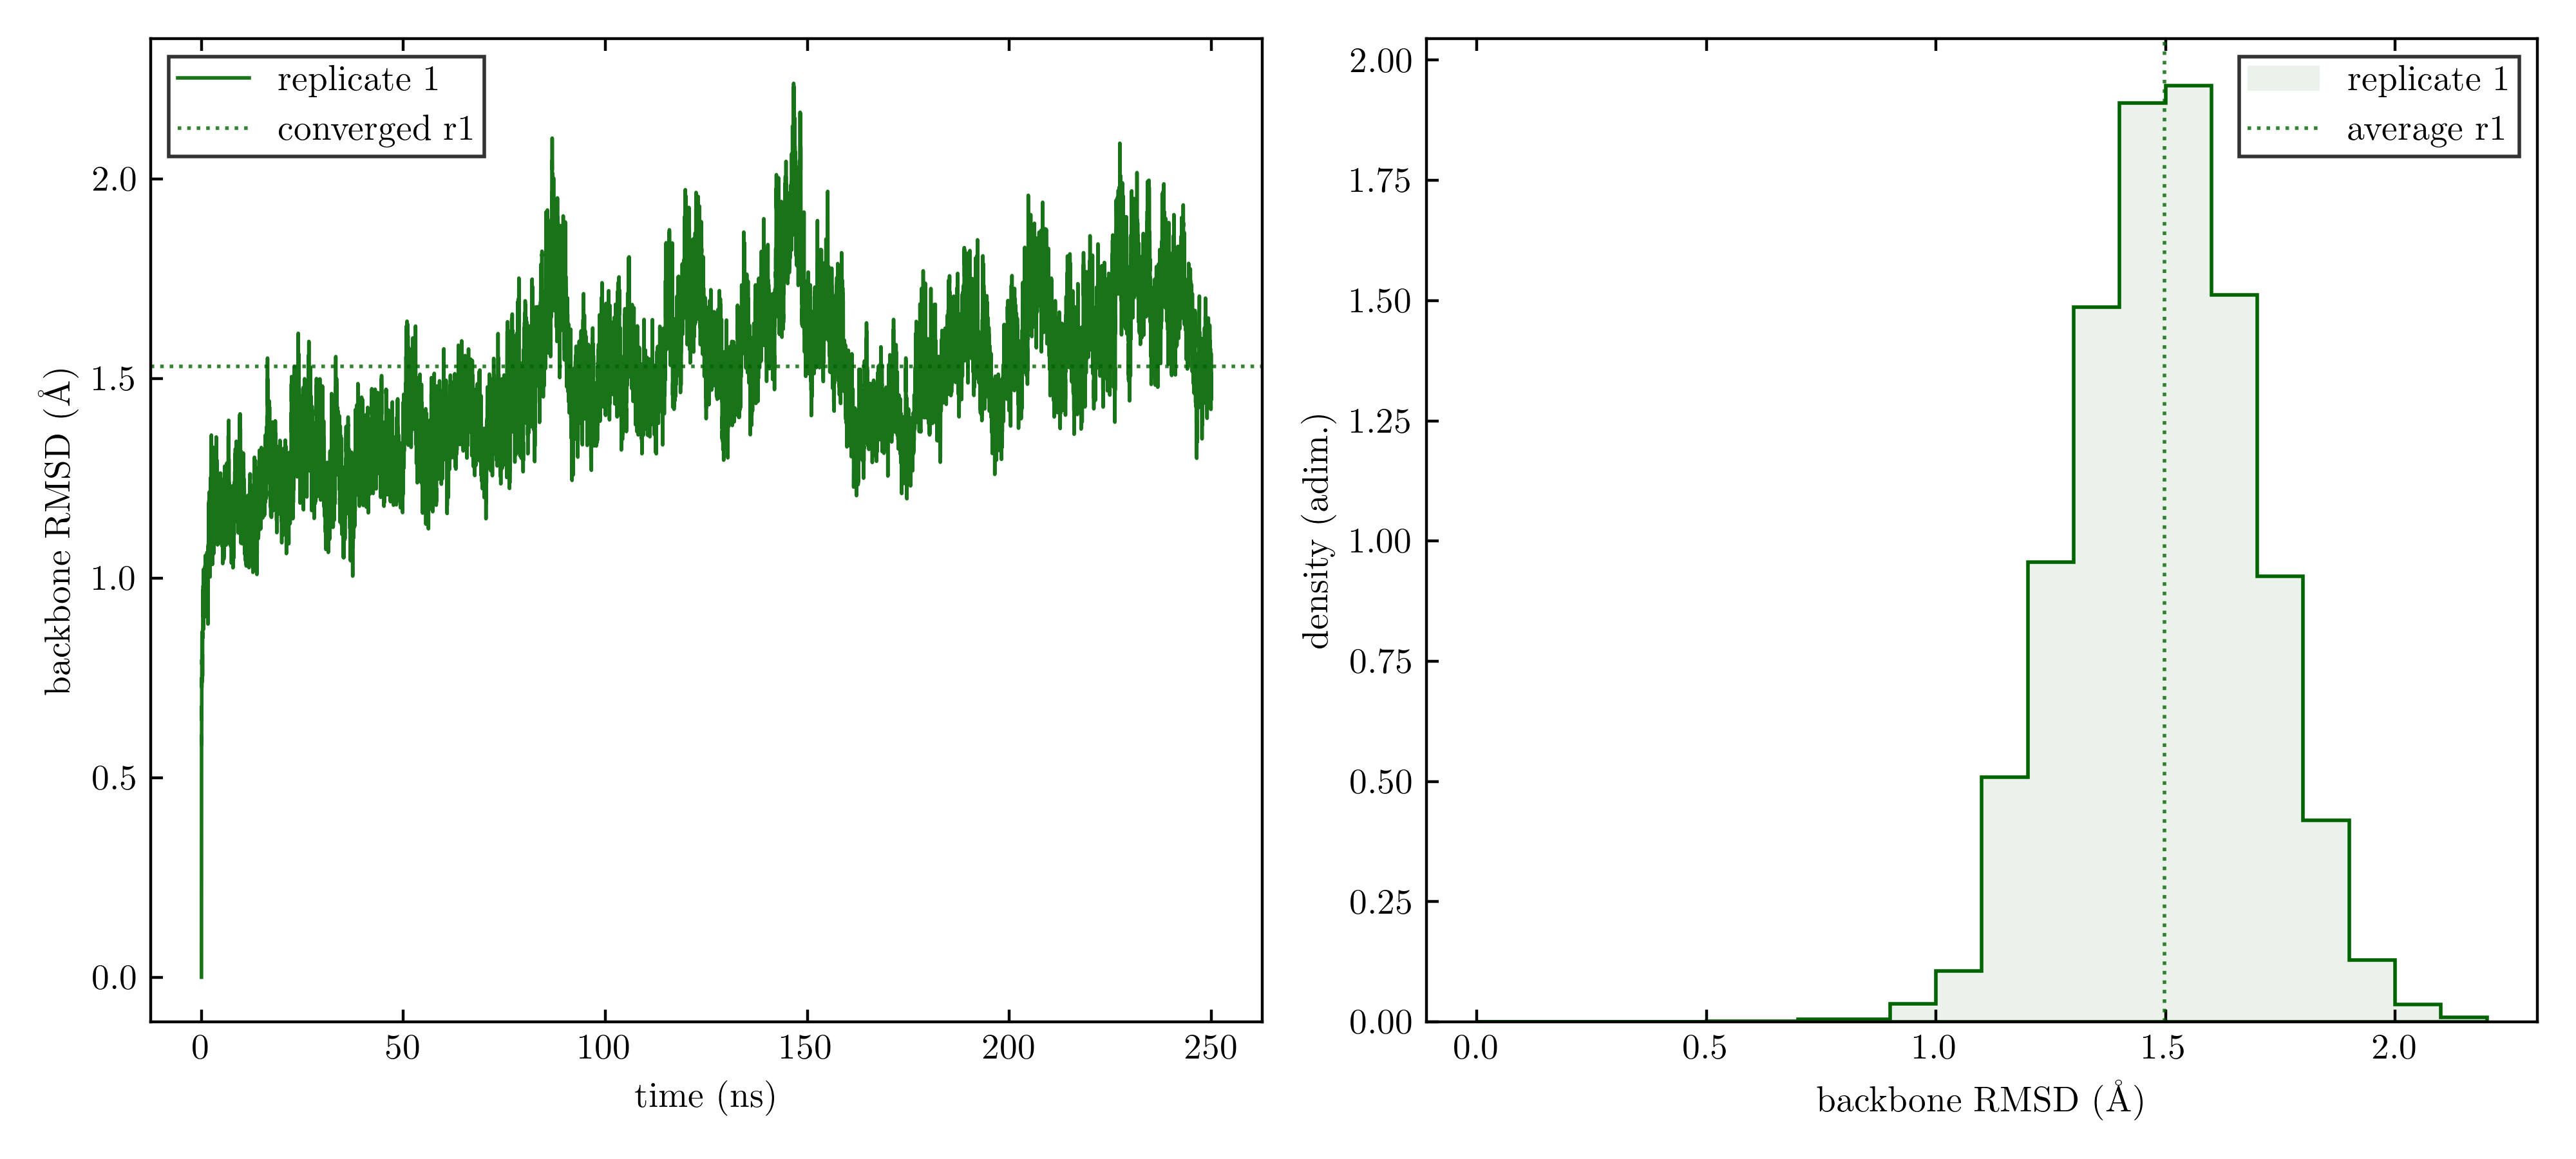 replicate 1
converged r1
2.0
1.5
1.0
0.5
0.0
backbone RMSD (Å)
0 50 100 150 200 250
time (ns)
replicate 1
average r1
2.00
1.75
1.50
1.25
1.00
0.75
0.50
0.25
0.00
density (adim.)
0.0 0.5 1.0 1.5 2.0
backbone RMSD (Å)